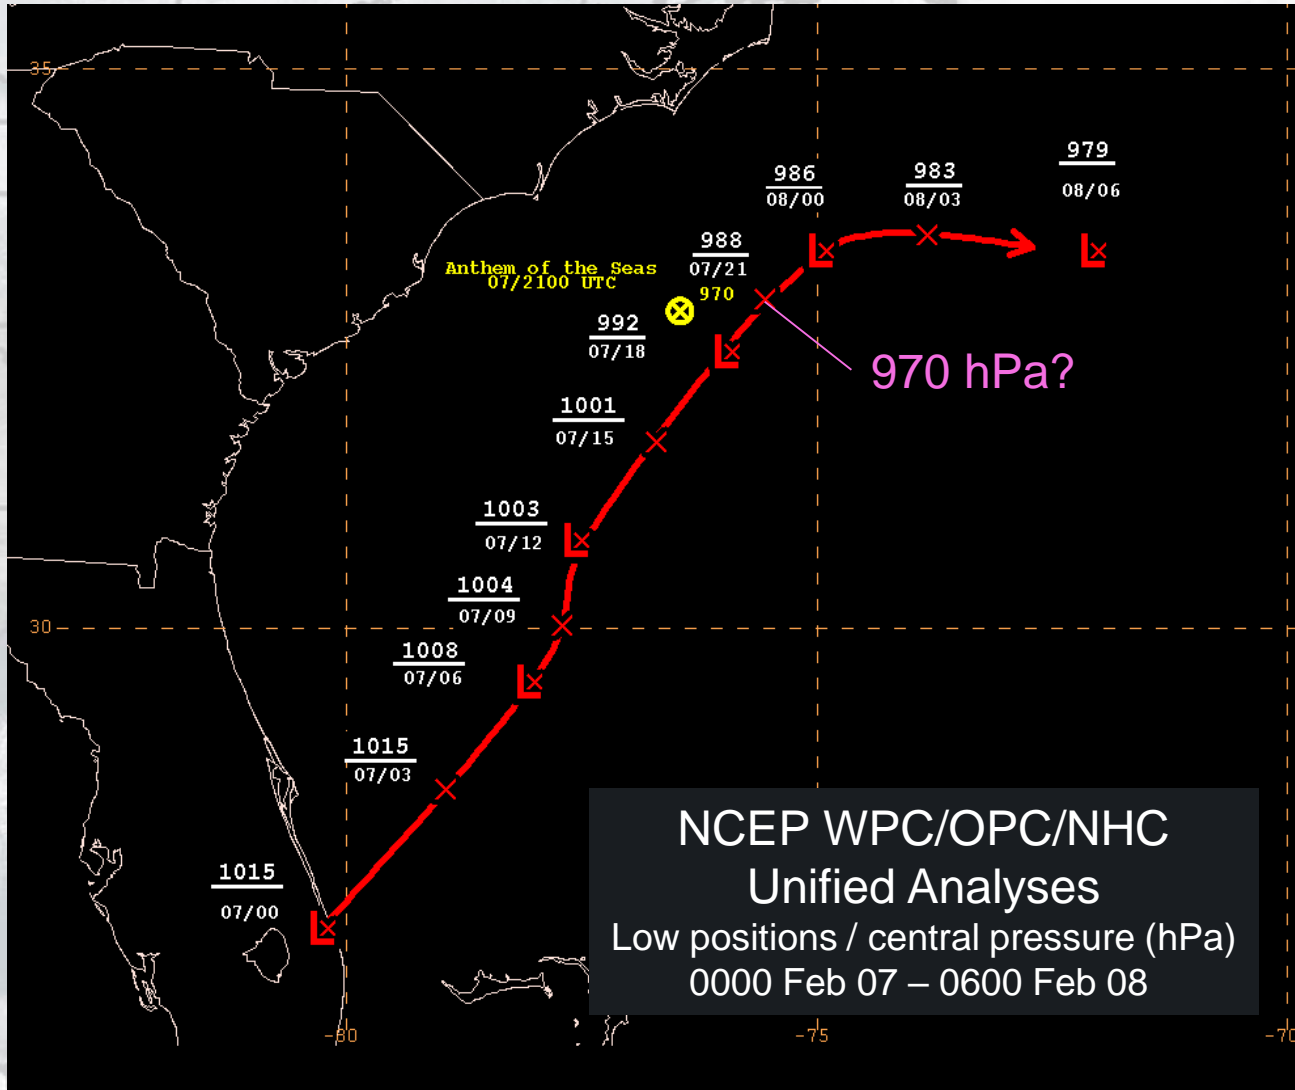 35
979
08/06
983
08/03
986
08/00
988
07/21
970
Anthem of the Seas
07/2100 UTC
992
07/18
970 hPa?
1001
07/15
1003
07/12
1004
07/09
30
1008
07/06
1015
07/03
1015
07/00
L
L
L
L
L
L
NCEP WPC/OPC/NHC
Unified Analyses
Low positions / central pressure (hPa)
0000 Feb 07 – 0600 Feb 08
-80
-75
-70